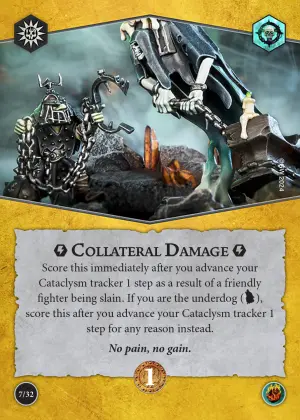 ©GW 2024
COLLATERAL DAMAGE
Score this immediately after you advance your
Cataclysm tracker 1 step as a result of a friendly
fighter being slain. If you are the underdog ( ),
score this after you advance your Cataclysm tracker 1
step for any reason instead.
No pain, no gain.
1
7/32